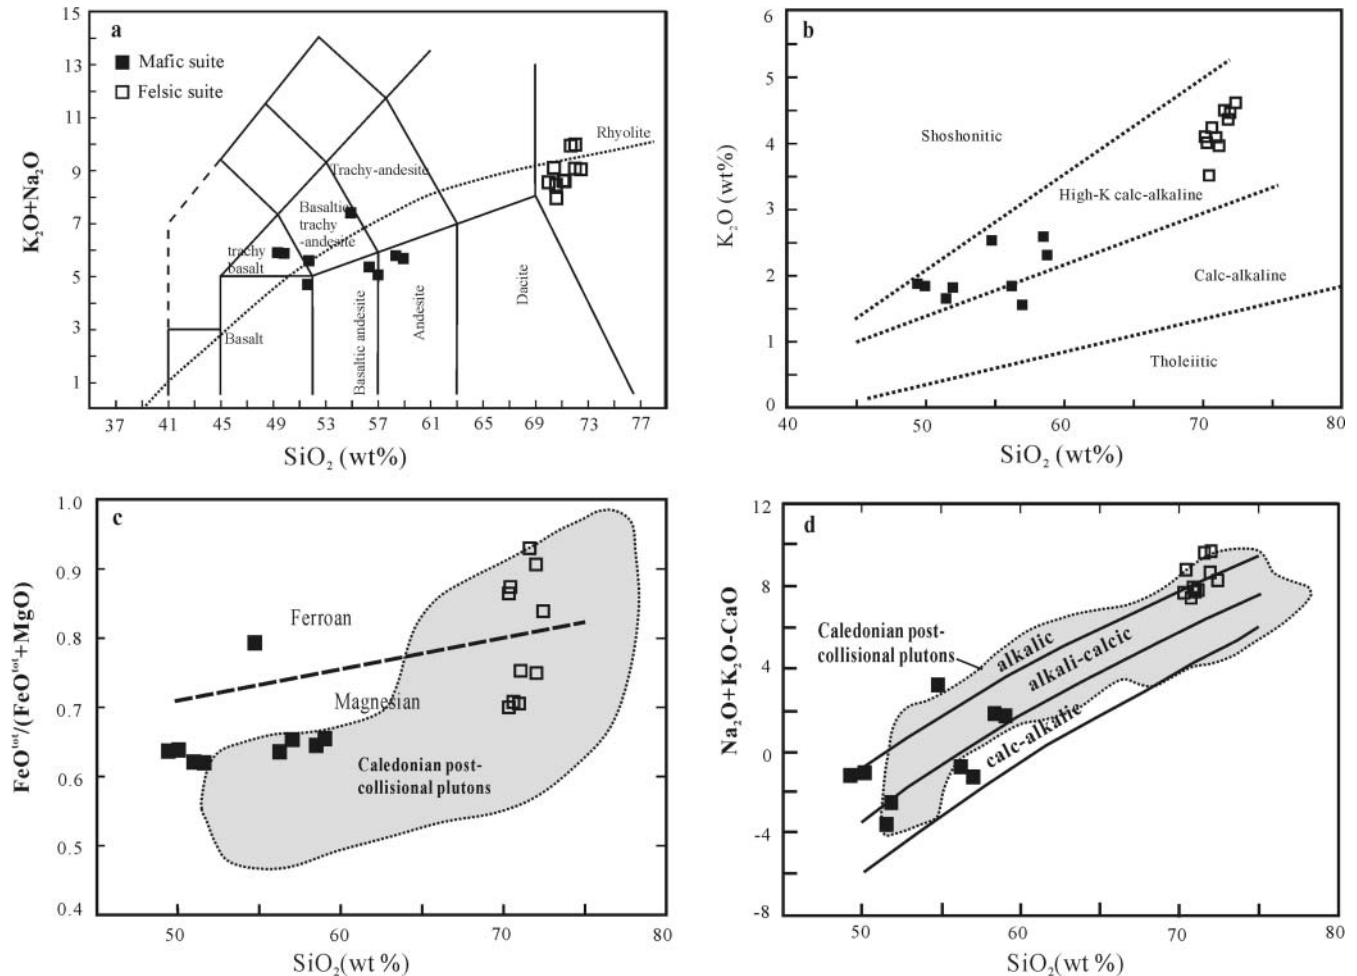 a
Mafic suite
Felsic suite
Rhyolite
Trachy-andesite
Basaltic
trachy
-andesite
trachy
basalt
Basalt
Basaltic andesite
Andesite
Dacite
15
13
11
9
7
5
3
1
K₂O+Na₂O
37 41 45 49 53 57 61 65 69 73 77
SiO₂ (wt%)
b
Shoshonitic
High-K calc-alkaline
Calc-alkaline
Tholeiitic
6
5
4
3
2
1
0
K₂O (wt%)
40 50 60 70 80
SiO₂ (wt%)
c
Ferroan
Magnesian
Caledonian post-
collisional plutons
1.0
0.9
0.8
0.7
0.6
0.5
0.4
FeOᵗᵒᵗ/(FeOᵗᵒᵗ+MgO)
50 60 70 80
SiO₂(wt %)
d
Caledonian post-
collisional plutons
alkalic
alkali-calcic
calc-alkalic
12
8
4
0
-4
-8
Na₂O+K₂O-CaO
50 60 70 80
SiO₂(wt %)